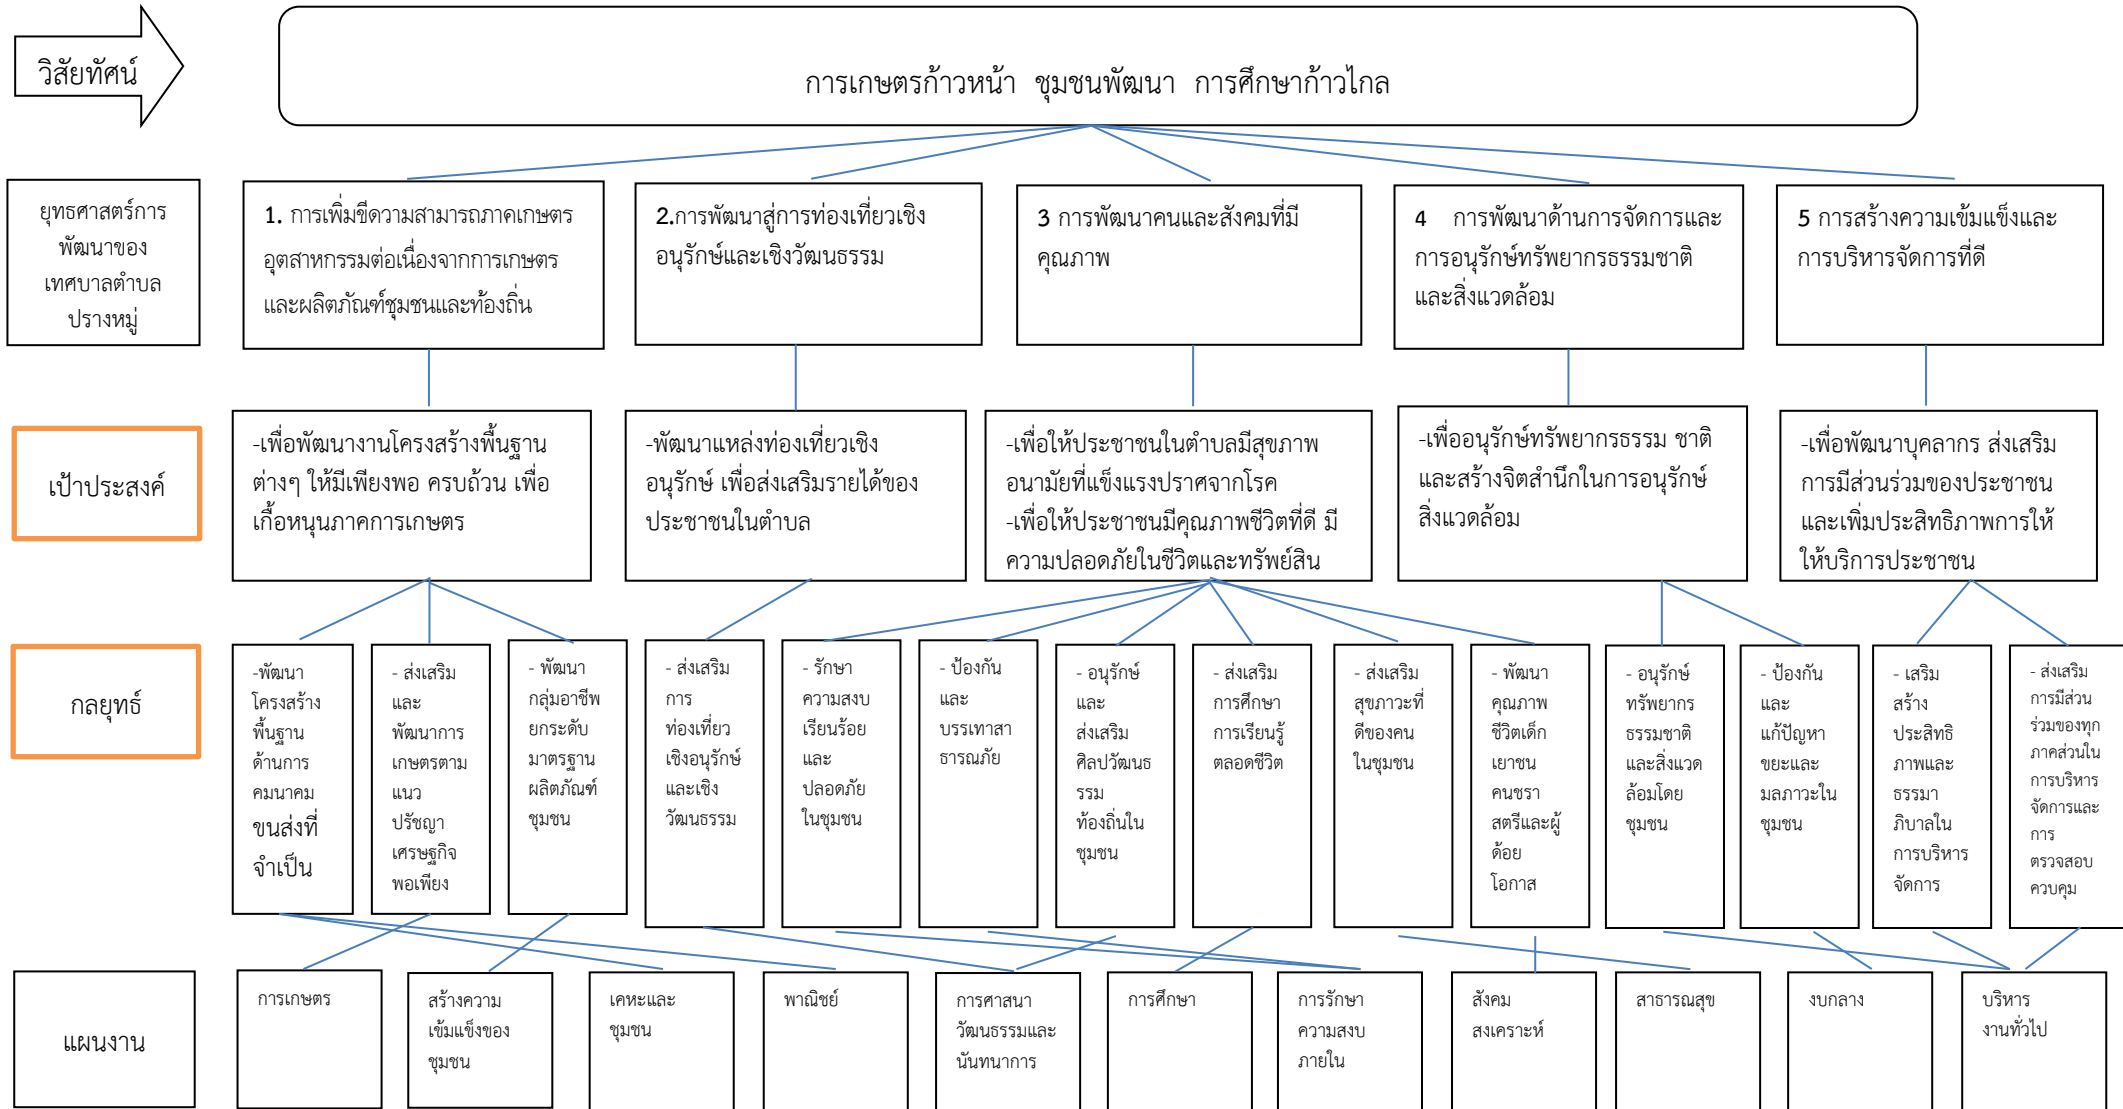 วิสัยทัศน์
การเกษตรก้าวหน้า ชุมชนพัฒนา การศึกษาก้าวไกล
ยุทธศาสตร์การ
พัฒนาของ
เทศบาลตำบล
ปรางหมู่
1. การเพิ่มขีดความสามารถภาคเกษตร
อุตสาหกรรมต่อเนื่องจากการเกษตร
และผลิตภัณฑ์ชุมชนและท้องถิ่น
2.การพัฒนาสู่การท่องเที่ยวเชิง
อนุรักษ์และเชิงวัฒนธรรม
3 การพัฒนาคนและสังคมที่มี
คุณภาพ
4 การพัฒนาด้านการจัดการและ
การอนุรักษ์ทรัพยากรธรรมชาติ
และสิ่งแวดล้อม
5 การสร้างความเข้มแข็งและ
การบริหารจัดการที่ดี
เป้าประสงค์
-เพื่อพัฒนางานโครงสร้างพื้นฐาน
ต่างๆ ให้มีเพียงพอ ครบถ้วน เพื่อ
เกื้อหนุนภาคการเกษตร
-พัฒนาแหล่งท่องเที่ยวเชิง
อนุรักษ์ เพื่อส่งเสริมรายได้ของ
ประชาชนในตำบล
-เพื่อให้ประชาชนในตำบลมีสุขภาพ
อนามัยที่แข็งแรงปราศจากโรค
-เพื่อให้ประชาชนมีคุณภาพชีวิตที่ดี มี
ความปลอดภัยในชีวิตและทรัพย์สิน
-เพื่ออนุรักษ์ทรัพยากรธรรม ชาติ
และสร้างจิตสำนึกในการอนุรักษ์
สิ่งแวดล้อม
-เพื่อพัฒนาบุคลากร ส่งเสริม
การมีส่วนร่วมของประชาชน
และเพิ่มประสิทธิภาพการให้
ให้บริการประชาชน
กลยุทธ์
-พัฒนา
โครงสร้าง
พื้นฐาน
ด้านการ
คมนาคม
ขนส่งที่
จำเป็น
- ส่งเสริม
และ
พัฒนาการ
เกษตรตาม
แนว
ปรัชญา
เศรษฐกิจ
พอเพียง
- พัฒนา
กลุ่มอาชีพ
ยกระดับ
มาตรฐาน
ผลิตภัณฑ์
ชุมชน
- ส่งเสริม
การ
ท่องเที่ยว
เชิงอนุรักษ์
และเชิง
วัฒนธรรม
- รักษา
ความสงบ
เรียบร้อย
และ
ปลอดภัย
ในชุมชน
- ป้องกัน
และ
บรรเทาสา
ธารณภัย
- อนุรักษ์
และ
ส่งเสริม
ศิลปวัฒนธ
รรม
ท้องถิ่นใน
ชุมชน
- ส่งเสริม
การศึกษา
การเรียนรู้
ตลอดชีวิต
- ส่งเสริม
สุขภาวะที่
ดีของคน
ในชุมชน
- พัฒนา
คุณภาพ
ชีวิตเด็ก
เยาชน
คนชรา
สตรีและผู้
ด้อย
โอกาส
- อนุรักษ์
ทรัพยากร
ธรรมชาติ
และสิ่งแวด
ล้อมโดย
ชุมชน
- ป้องกัน
และ
แก้ปัญหา
ขยะและ
มลภาวะใน
ชุมชน
- เสริม
สร้าง
ประสิทธิ
ภาพและ
ธรรมา
ภิบาลใน
การบริหาร
จัดการ
- ส่งเสริม
การมีส่วน
ร่วมของทุก
ภาคส่วนใน
การบริหาร
จัดการและ
การ
ตรวจสอบ
ควบคุม
แผนงาน
การเกษตร
สร้างความ
เข้มแข็งของ
ชุมชน
เคหะและ
ชุมชน
พาณิชย์
การศาสนา
วัฒนธรรมและ
นันทนาการ
การศึกษา
การรักษา
ความสงบ
ภายใน
สังคม
สงเคราะห์
สาธารณสุข
งบกลาง
บริหาร
งานทั่วไป